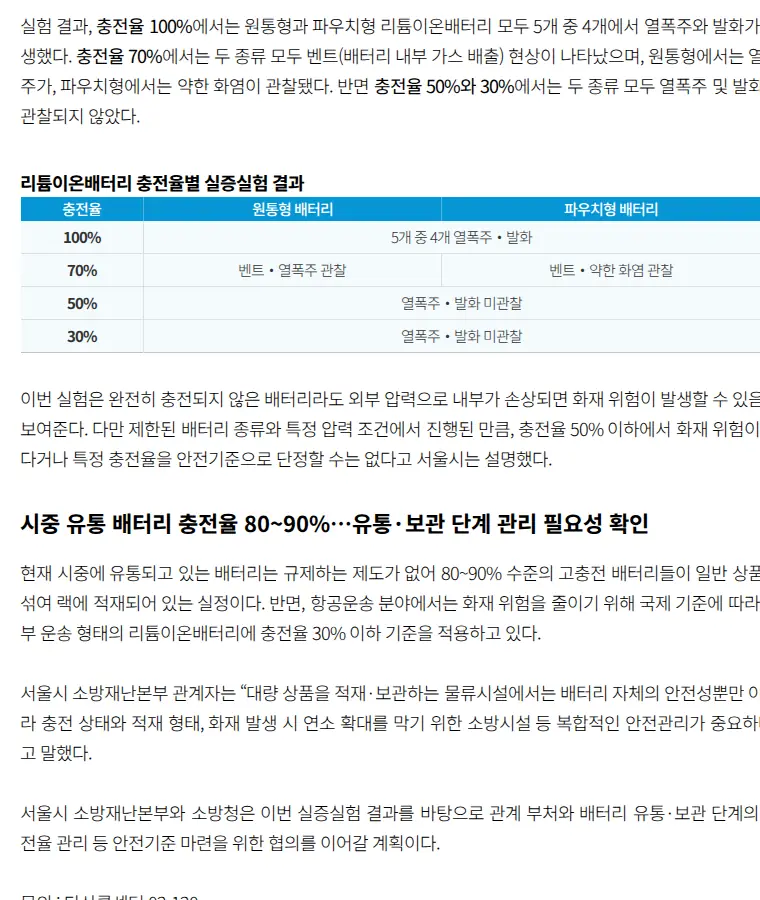 실험 결과, 충전율 100%에서는 원통형과 파우치형 리튬이온배터리 모두 5개 중 4개에서 열폭주와 발화가
생했다. 충전율 70%에서는 두 종류 모두 벤트(배터리 내부 가스 배출) 현상이 나타났으며, 원통형에서는
주가, 파우치형에서는 약한 화염이 관찰됐다. 반면 충전율 50%와 30%에서는 두 종류 모두 열폭주 및
관찰되지 않았다.
리튬이온배터리 충전율별 실증실험 결과
충전율 원통형 배터리 파우치형 배터리
100% 5개 중 4개 열폭주·발화
70% 벤트·열폭주 관찰 벤트·약한 화염 관찰
50% 열폭주·발화 미관찰
30% 열폭주·발화 미관찰
이번 실험은 완전히 충전되지 않은 배터리라도 외부 압력으로 내부가 손상되면 화재 위험이 발생할 수
보여준다. 다만 제한된 배터리 종류와 특정 압력 조건에서 진행된 만큼, 충전율 50% 이하에서 화재 위험이
다거나 특정 충전율을 안전기준으로 단정할 수는 없다고 서울시는 설명했다.
시중 유통 배터리 충전율 80~90%…유통·보관 단계 관리 필요성 확인
현재 시중에 유통되고 있는 배터리는 규제하는 제도가 없어 80~90% 수준의 고충전 배터리들이 일반
섞여 랙에 적재되어 있는 실정이다. 반면, 항공운송 분야에서는 화재 위험을 줄이기 위해 국제 기준에 따라
부 운송 형태의 리튬이온배터리에 충전율 30% 이하 기준을 적용하고 있다.
서울시 소방재난본부 관계자는 “대량 상품을 적재·보관하는 물류시설에서는 배터리 자체의 안전성뿐만
라 충전 상태와 적재 형태, 화재 발생 시 연소 확대를 막기 위한 소방시설 등 복합적인 안전관리가
고 말했다.
서울시 소방재난본부와 소방청은 이번 실증실험 결과를 바탕으로 관계 부처와 배터리 유통·보관 단계의
전율 관리 등 안전기준 마련을 위한 협의를 이어갈 계획이다.